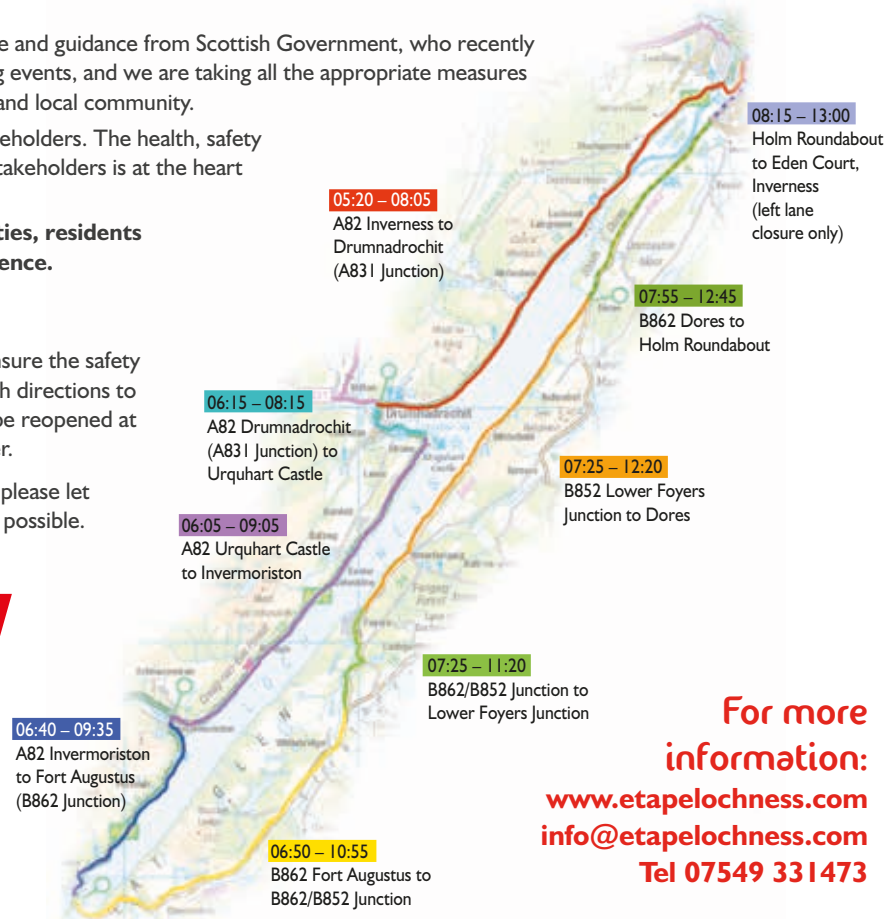 e and guidance from Scottish Government, who recently
g events, and we are taking all the appropriate measures
and local community.
eholders. The health, safety
takeholders is at the heart
ties, residents
ence.
nsure the safety
h directions to
be reopened at
er.
please let
possible.
05:20 – 08:05
A82 Inverness to
Drumnadrochit
(A831 Junction)
08:15 – 13:00
Holm Roundabout
to Eden Court,
Inverness
(left lane
closure only)
07:55 – 12:45
B862 Dores to
Holm Roundabout
06:15 – 08:15
A82 Drumnadrochit
(A831 Junction) to
Urquhart Castle
07:25 – 12:20
B852 Lower Foyers
Junction to Dores
06:05 – 09:05
A82 Urquhart Castle
to Invermoriston
07:25 – 11:20
B862/B852 Junction to
Lower Foyers Junction
06:40 – 09:35
A82 Invermoriston
to Fort Augustus
(B862 Junction)
06:50 – 10:55
B862 Fort Augustus to
B862/B852 Junction
Drumnadrochit
For more
information:
www.etapelochness.com
info@etapelochness.com
Tel 07549 331473